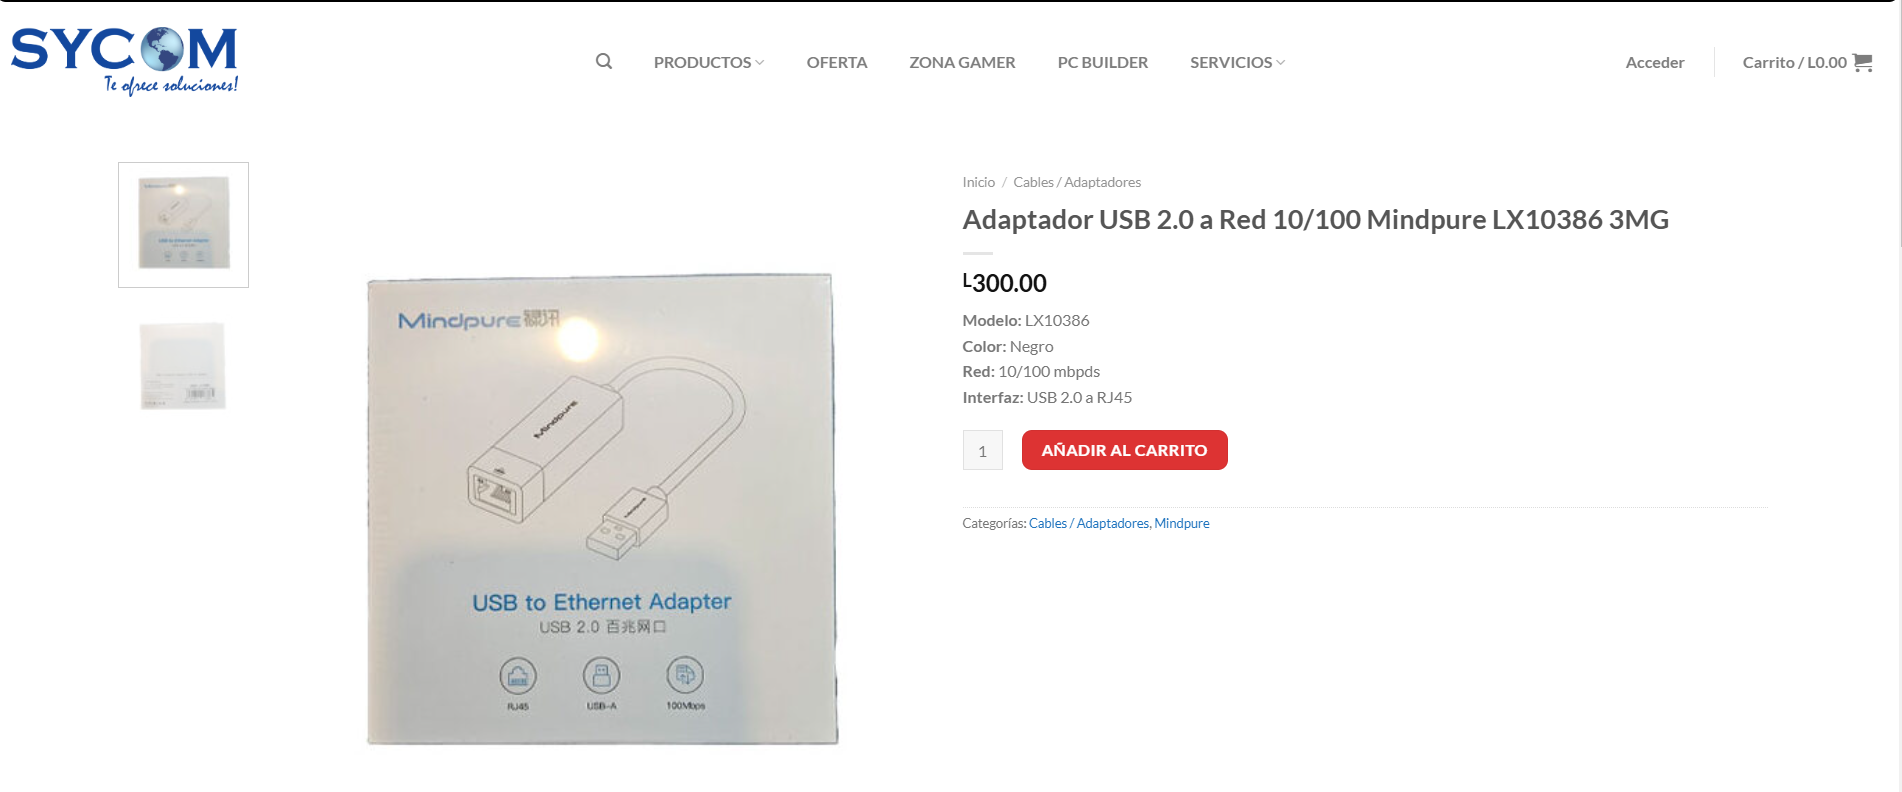 SYCOM
Te ofrece soluciones!
PRODUCTOS
OFERTA
ZONA GAMER
PC BUILDER
SERVICIOS
Acceder
Carrito / L0.00
Inicio / Cables / Adaptadores
Adaptador USB 2.0 a Red 10/100 Mindpure LX10386 3MG
L300.00
Modelo: LX10386
Color: Negro
Red: 10/100 mbpds
Interfaz: USB 2.0 a RJ45
1
AÑADIR AL CARRITO
Categorías: Cables / Adaptadores, Mindpure
Mindpure
Mindpure
Mindpure
USB to Ethernet Adapter
USB 2.0 百兆网口
RJ45
USB-A
100Mbps